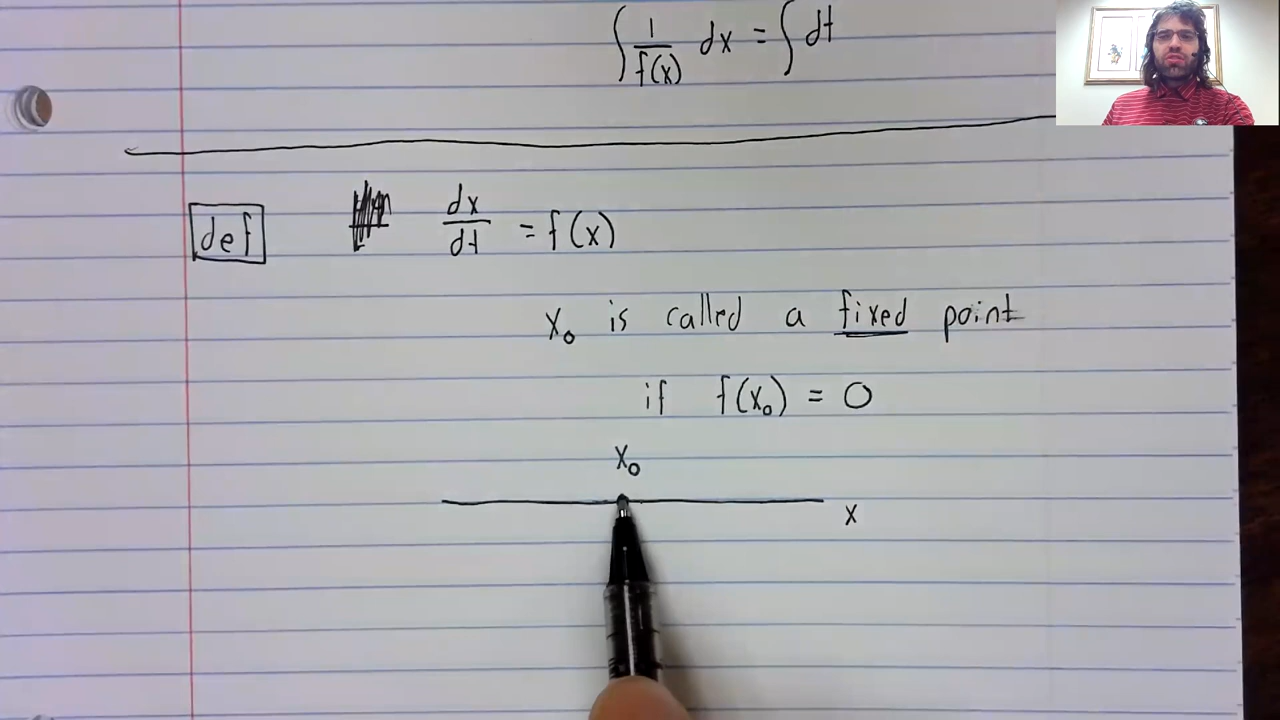 ∫ 1/f(x) dx = ∫ dt
def dx/dt = f(x)
x₀ is called a fixed point
if f(x₀) = 0
x₀
x